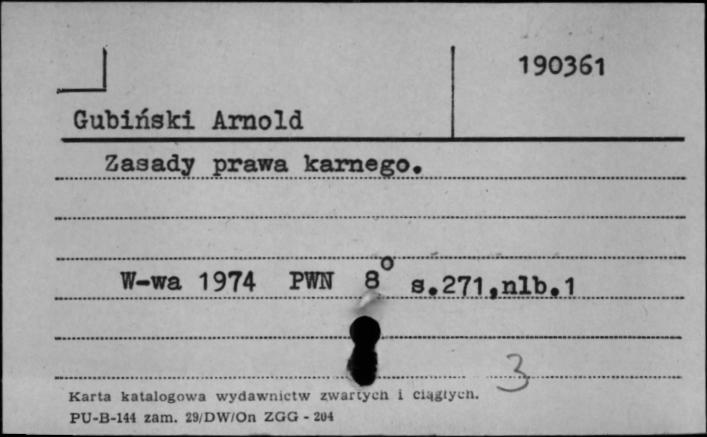 190361
Gubiński Arnold
Zasady prawa karnego.
W-wa 1974 PWN 8° s.271,nlb.1
3
Karta katalogowa wydawnictw zwartych i ciągłych.
PU-B-144 zam. 29/DW/On ZGG - 204